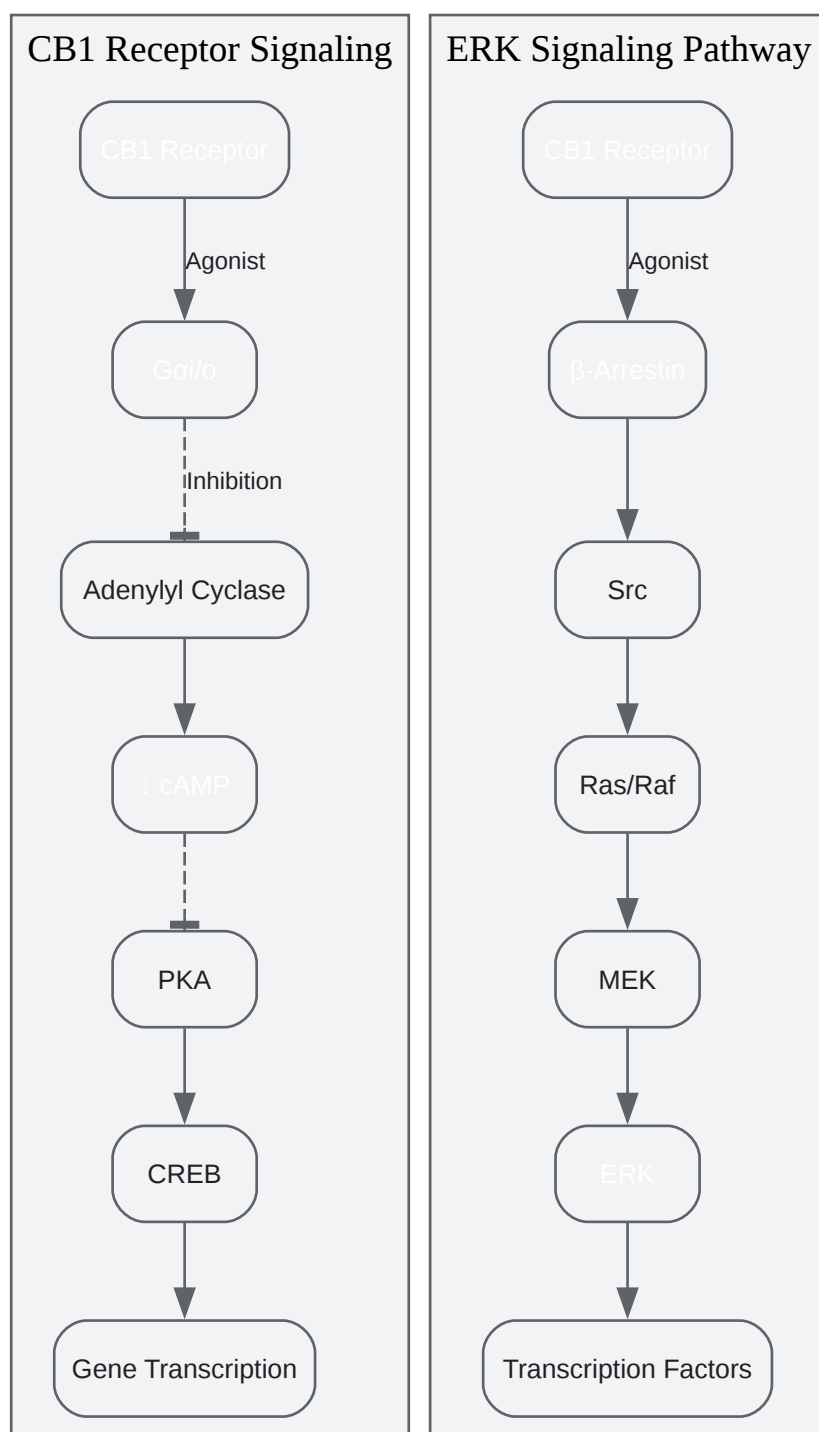 CB1 Receptor Signaling
CB1 Receptor
Agonist
Gαi/o
Inhibition
Adenylyl Cyclase
↓ cAMP
PKA
CREB
Gene Transcription
ERK Signaling Pathway
CB1 Receptor
Agonist
β-Arrestin
Src
Ras/Raf
MEK
ERK
Transcription Factors